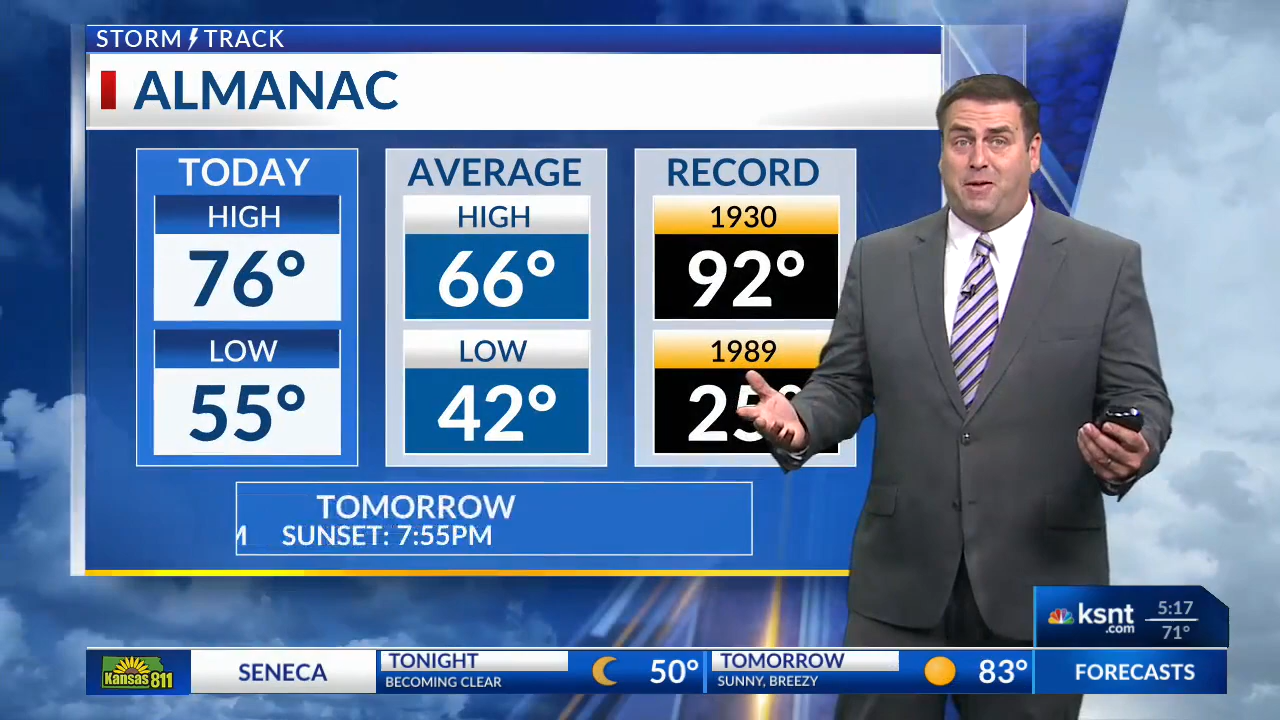 STORM TRACK
ALMANAC
TODAY
HIGH
76°
LOW
55°
AVERAGE
HIGH
66°
LOW
42°
RECORD
1930
92°
1989
25°
TOMORROW
M SUNSET: 7:55PM
ksnt
.com
5:17
71°
Kansas 811
SENECA
TONIGHT
BECOMING CLEAR
50°
TOMORROW
SUNNY, BREEZY
83°
FORECASTS